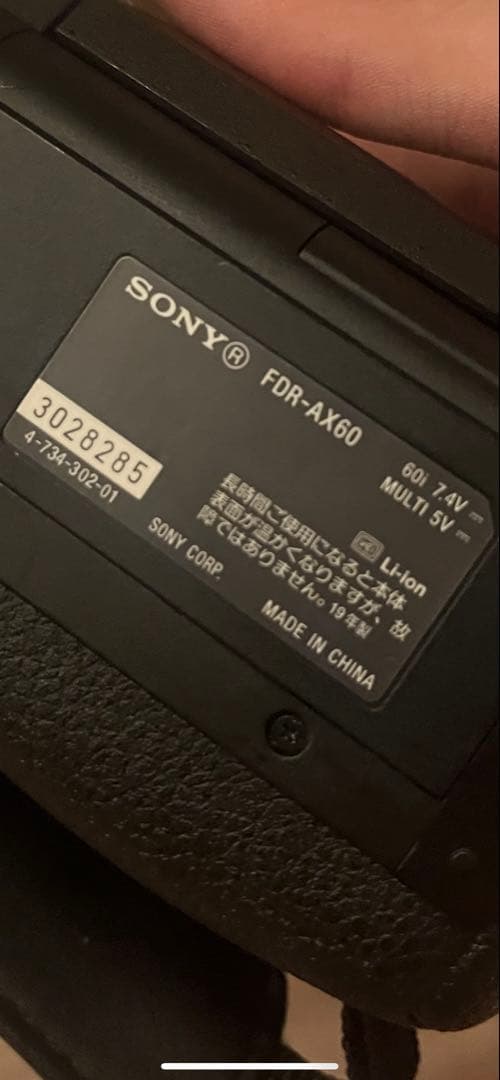 SONY® FDR-AX60
60i 7.4V ⎓
MULTI 5V ⎓
3028285
4-734-302-01
Li-ion
長時間ご使用になると本体
表面が温かくなりますが、故
障ではありません。19年製
SONY CORP.
MADE IN CHINA